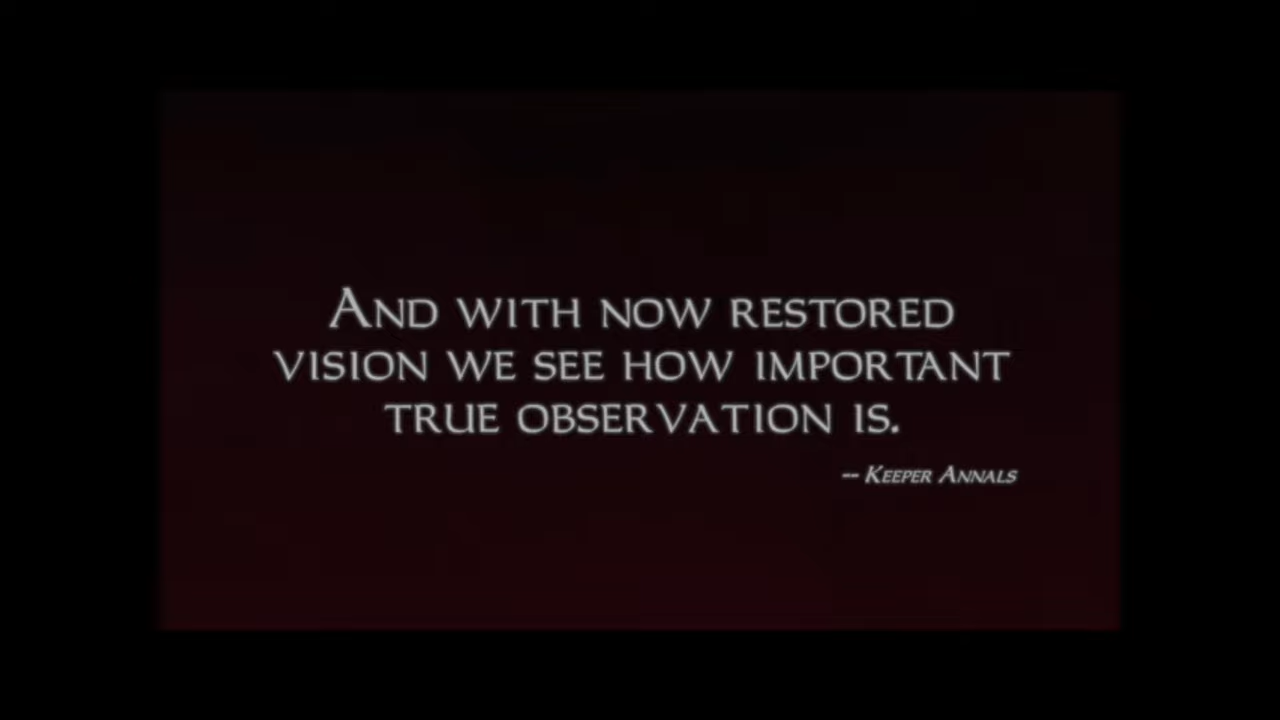 And with now restored
vision we see how important
true observation is.
-- Keeper Annals